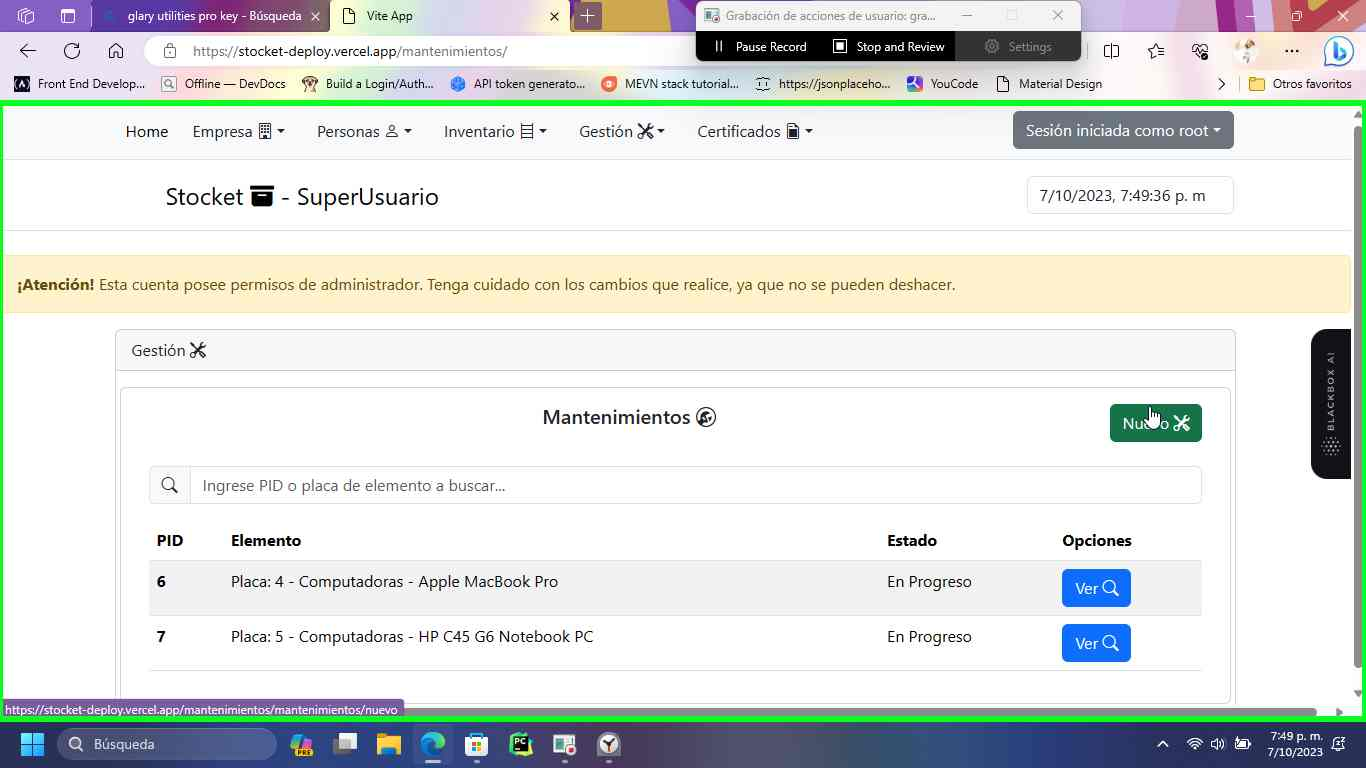 glary utilities pro key - Búsqueda
Vite App
Grabación de acciones de usuario: gra...
Pause Record
Stop and Review
Settings
https://stocket-deploy.vercel.app/mantenimientos/
Front End Develop...
Offline — DevDocs
Build a Login/Auth...
API token generato...
MEVN stack tutorial...
https://jsonplaceho...
YouCode
Material Design
Otros favoritos
Home
Empresa
Personas
Inventario
Gestión
Certificados
Sesión iniciada como root
Stocket - SuperUsuario
7/10/2023, 7:49:36 p. m
¡Atención! Esta cuenta posee permisos de administrador. Tenga cuidado con los cambios que realice, ya que no se pueden deshacer.
Gestión
BLACKBOX AI
Mantenimientos
Nuevo
Ingrese PID o placa de elemento a buscar...
PID Elemento Estado Opciones
6 Placa: 4 - Computadoras - Apple MacBook Pro En Progreso Ver
7 Placa: 5 - Computadoras - HP C45 G6 Notebook PC En Progreso Ver
https://stocket-deploy.vercel.app/mantenimientos/mantenimientos/nuevo
Búsqueda
PRE
PC
7:49 p. m.
7/10/2023